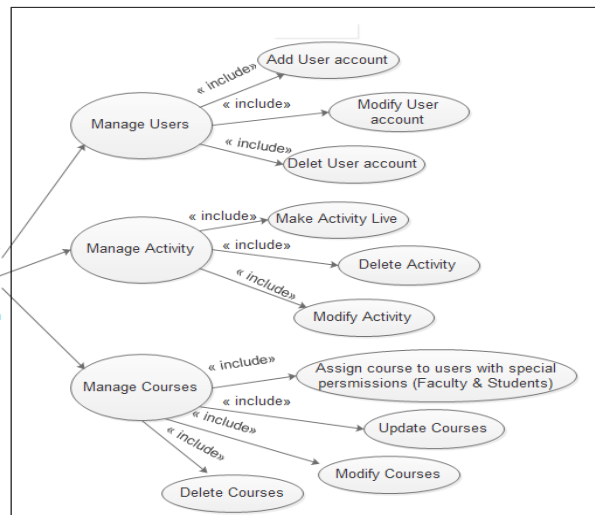 « include»
Add User account
« include»
Modify User
account
Manage Users
« include»
Delet User account
« include»
Make Activity Live
Manage Activity
« include»
Delete Activity
« include»
Modify Activity
« include»
Assign course to users with special
persmissions (Faculty & Students)
Manage Courses
« include»
Update Courses
« include»
Modify Courses
« include»
Delete Courses